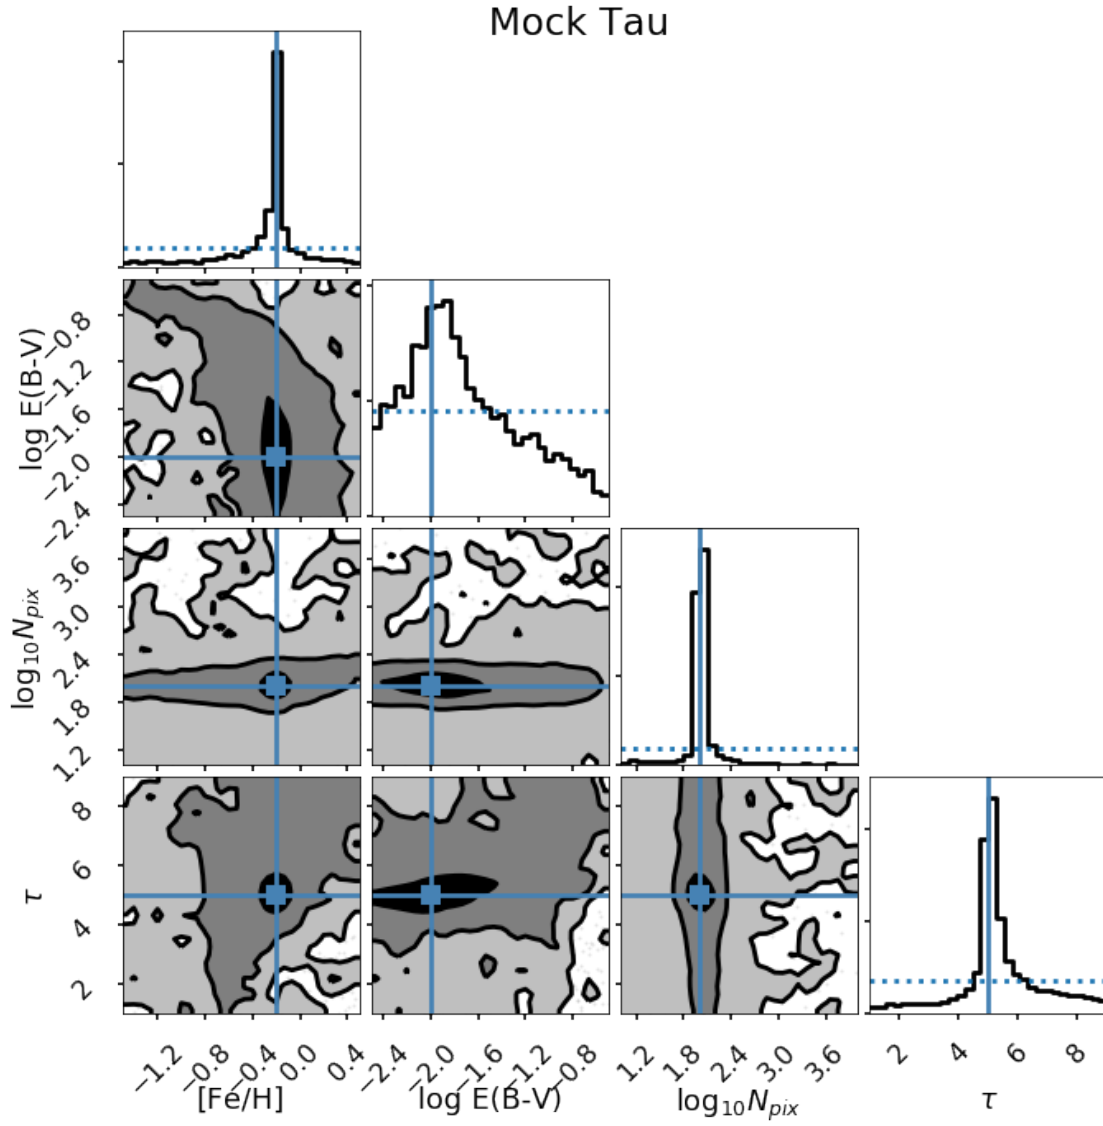 Mock Tau
log E(B-V)
−0.8
−1.2
−1.6
−2.0
−2.4
log₁₀N_pix
3.6
3.0
2.4
1.8
1.2
τ
8
6
4
2
−1.2 −0.8 −0.4 0.0 0.4
[Fe/H]
−2.4 −2.0 −1.6 −1.2 −0.8
log E(B-V)
1.2 1.8 2.4 3.0 3.6
log₁₀N_pix
2 4 6 8
τ